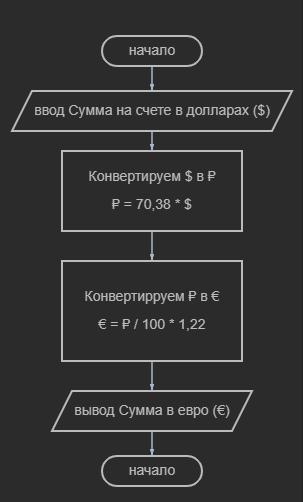 начало
ввод Сумма на счете в долларах ($)
Конвертируем $ в ₽
₽ = 70,38 * $
Конвертирруем ₽ в €
€ = ₽ / 100 * 1,22
вывод Сумма в евро (€)
начало